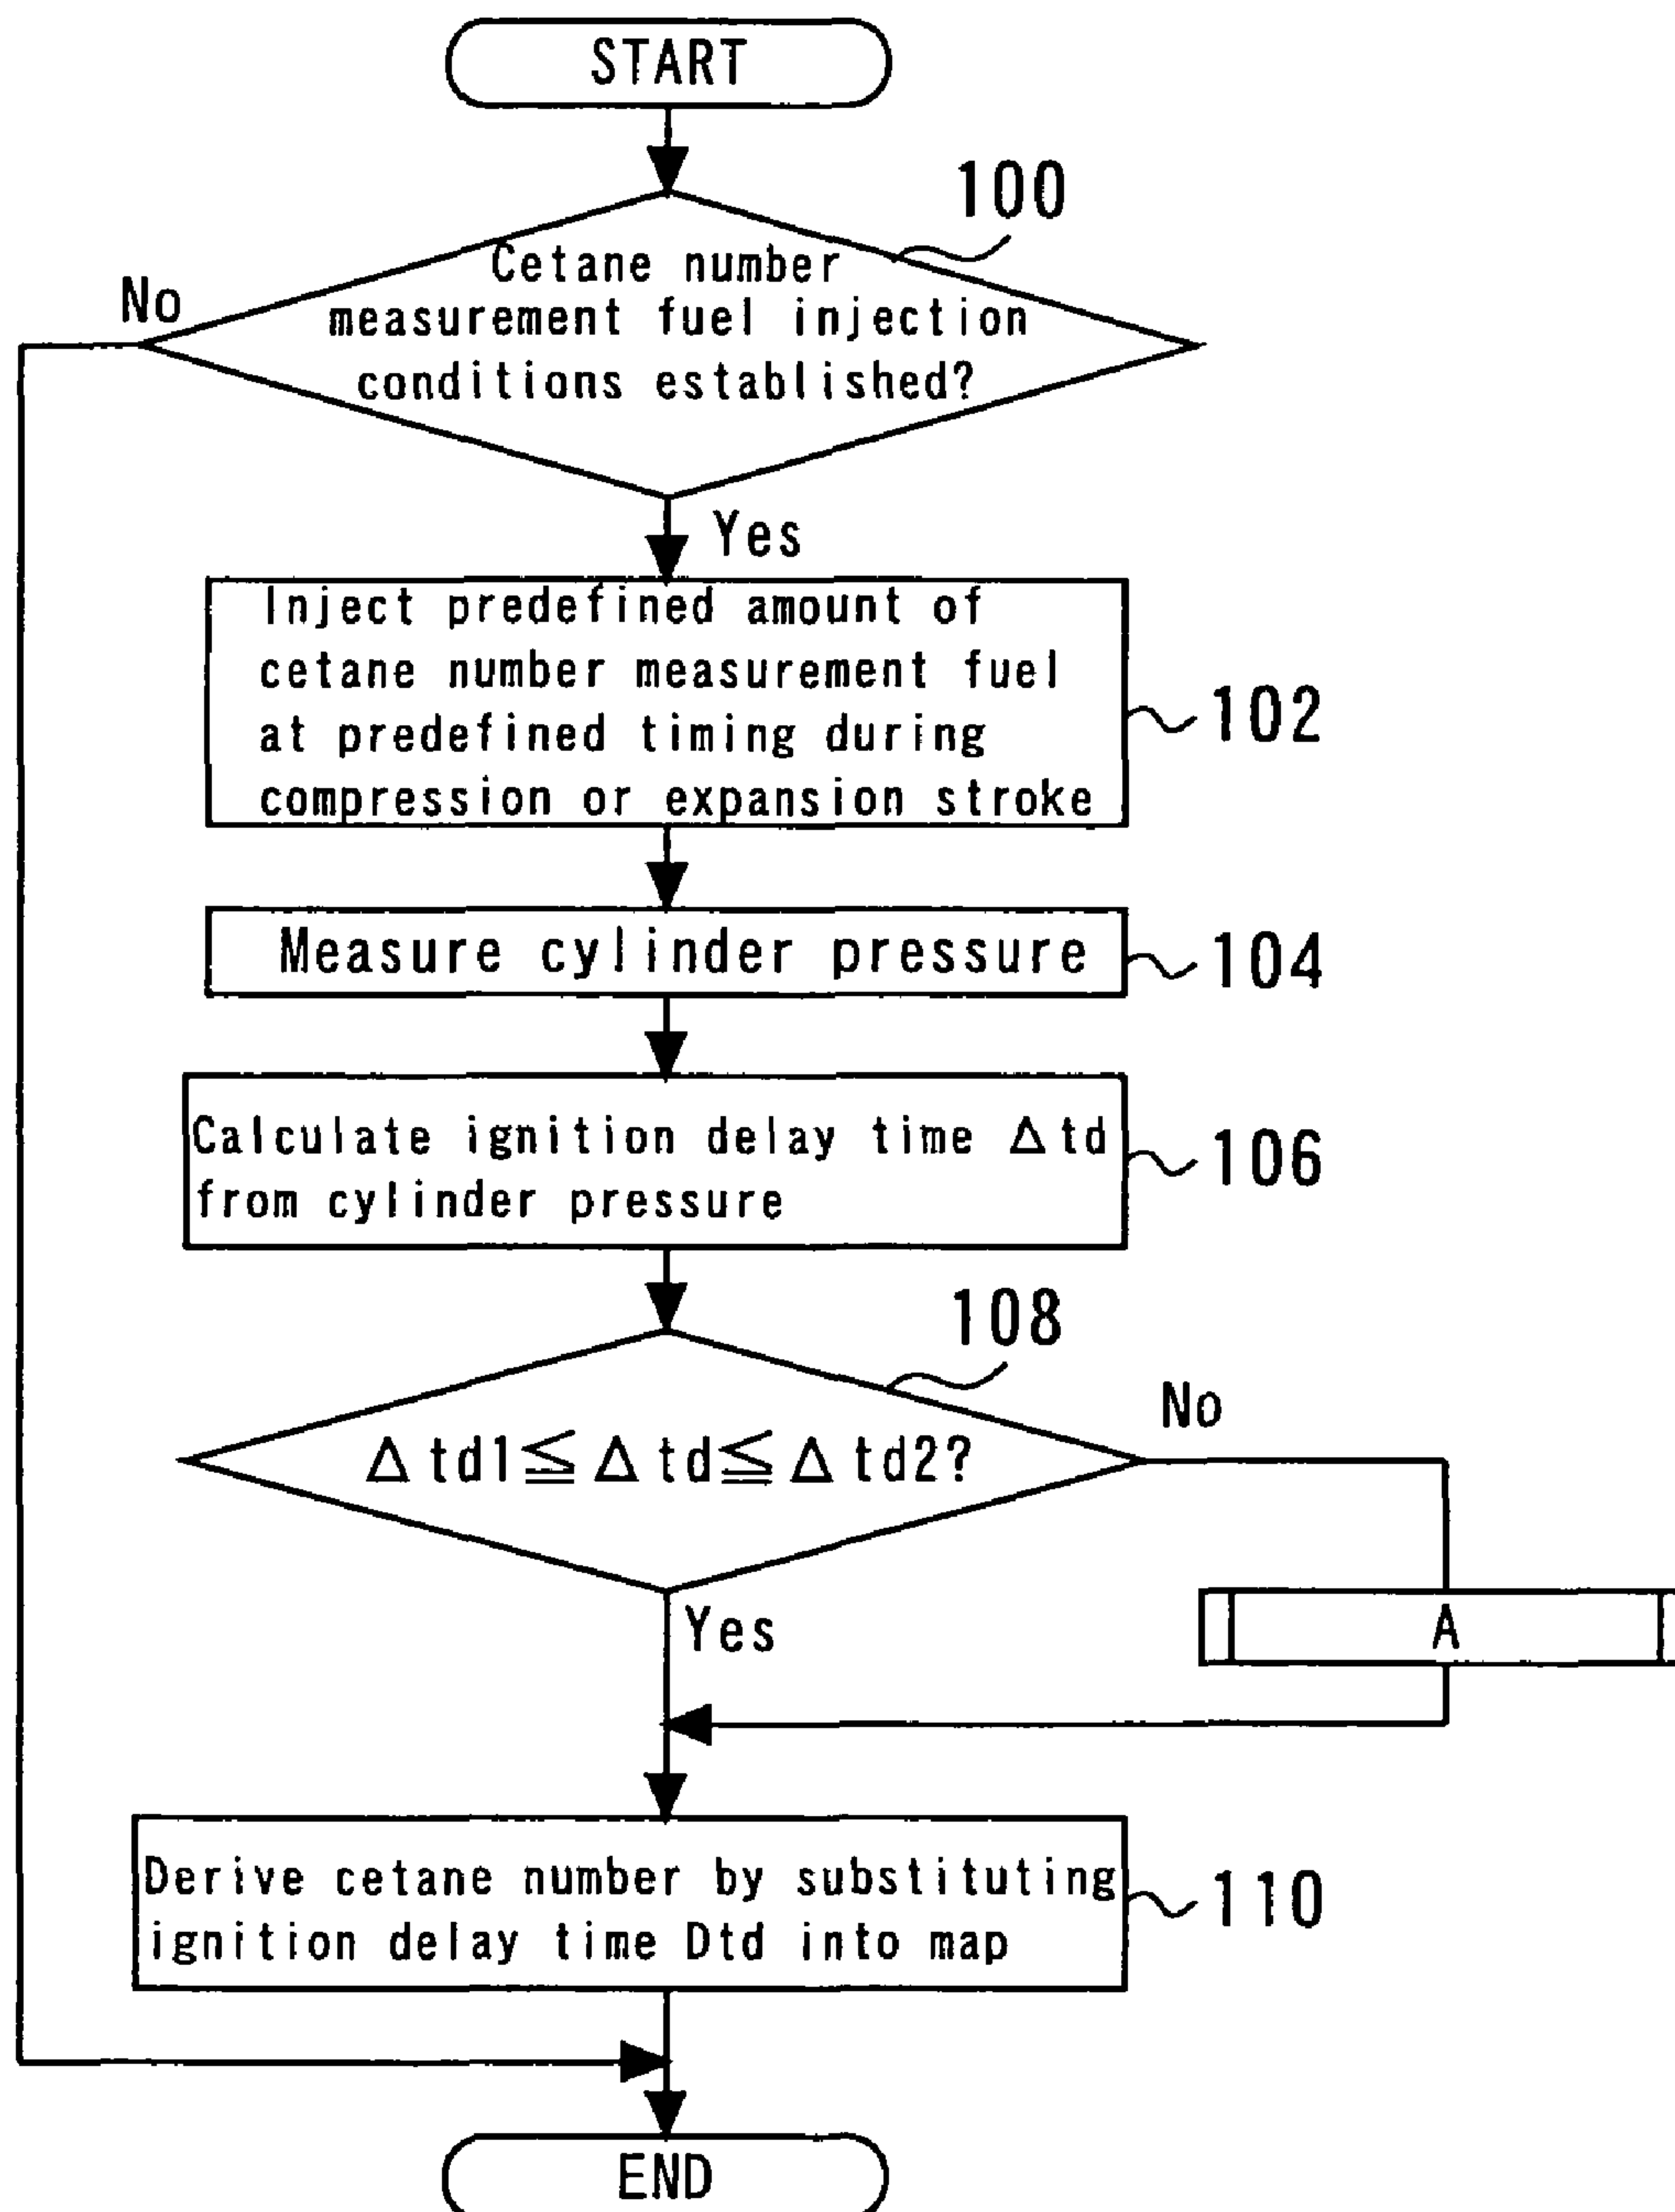 START
100
Cetane number
measurement fuel injection
conditions established?
No
Yes
Inject predefined amount of
cetane number measurement fuel
at predefined timing during
compression or expansion stroke
102
Measure cylinder pressure
104
Calculate ignition delay time Δtd
from cylinder pressure
106
108
Δtd1≦Δtd≦Δtd2?
No
Yes
A
Derive cetane number by substituting
ignition delay time Dtd into map
110
END